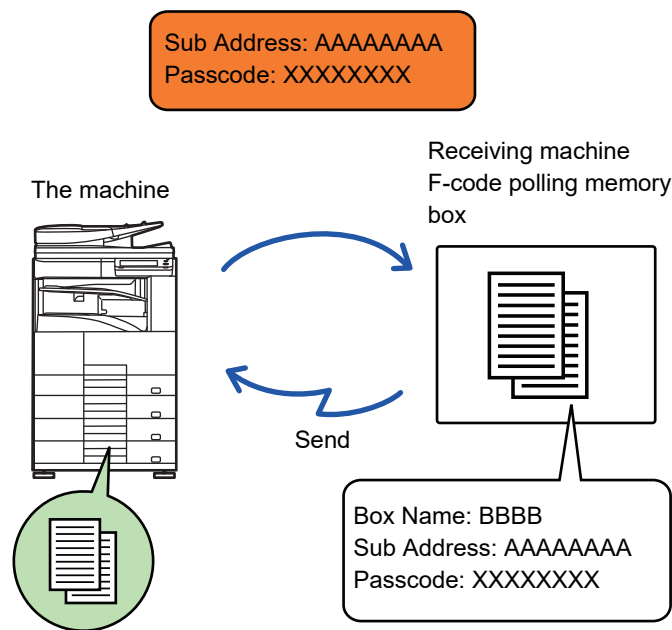 Sub Address: AAAAAAAA
Passcode: XXXXXXXX
Receiving machine
F-code polling memory
box
The machine
Send
Box Name: BBBB
Sub Address: AAAAAAAA
Passcode: XXXXXXXX